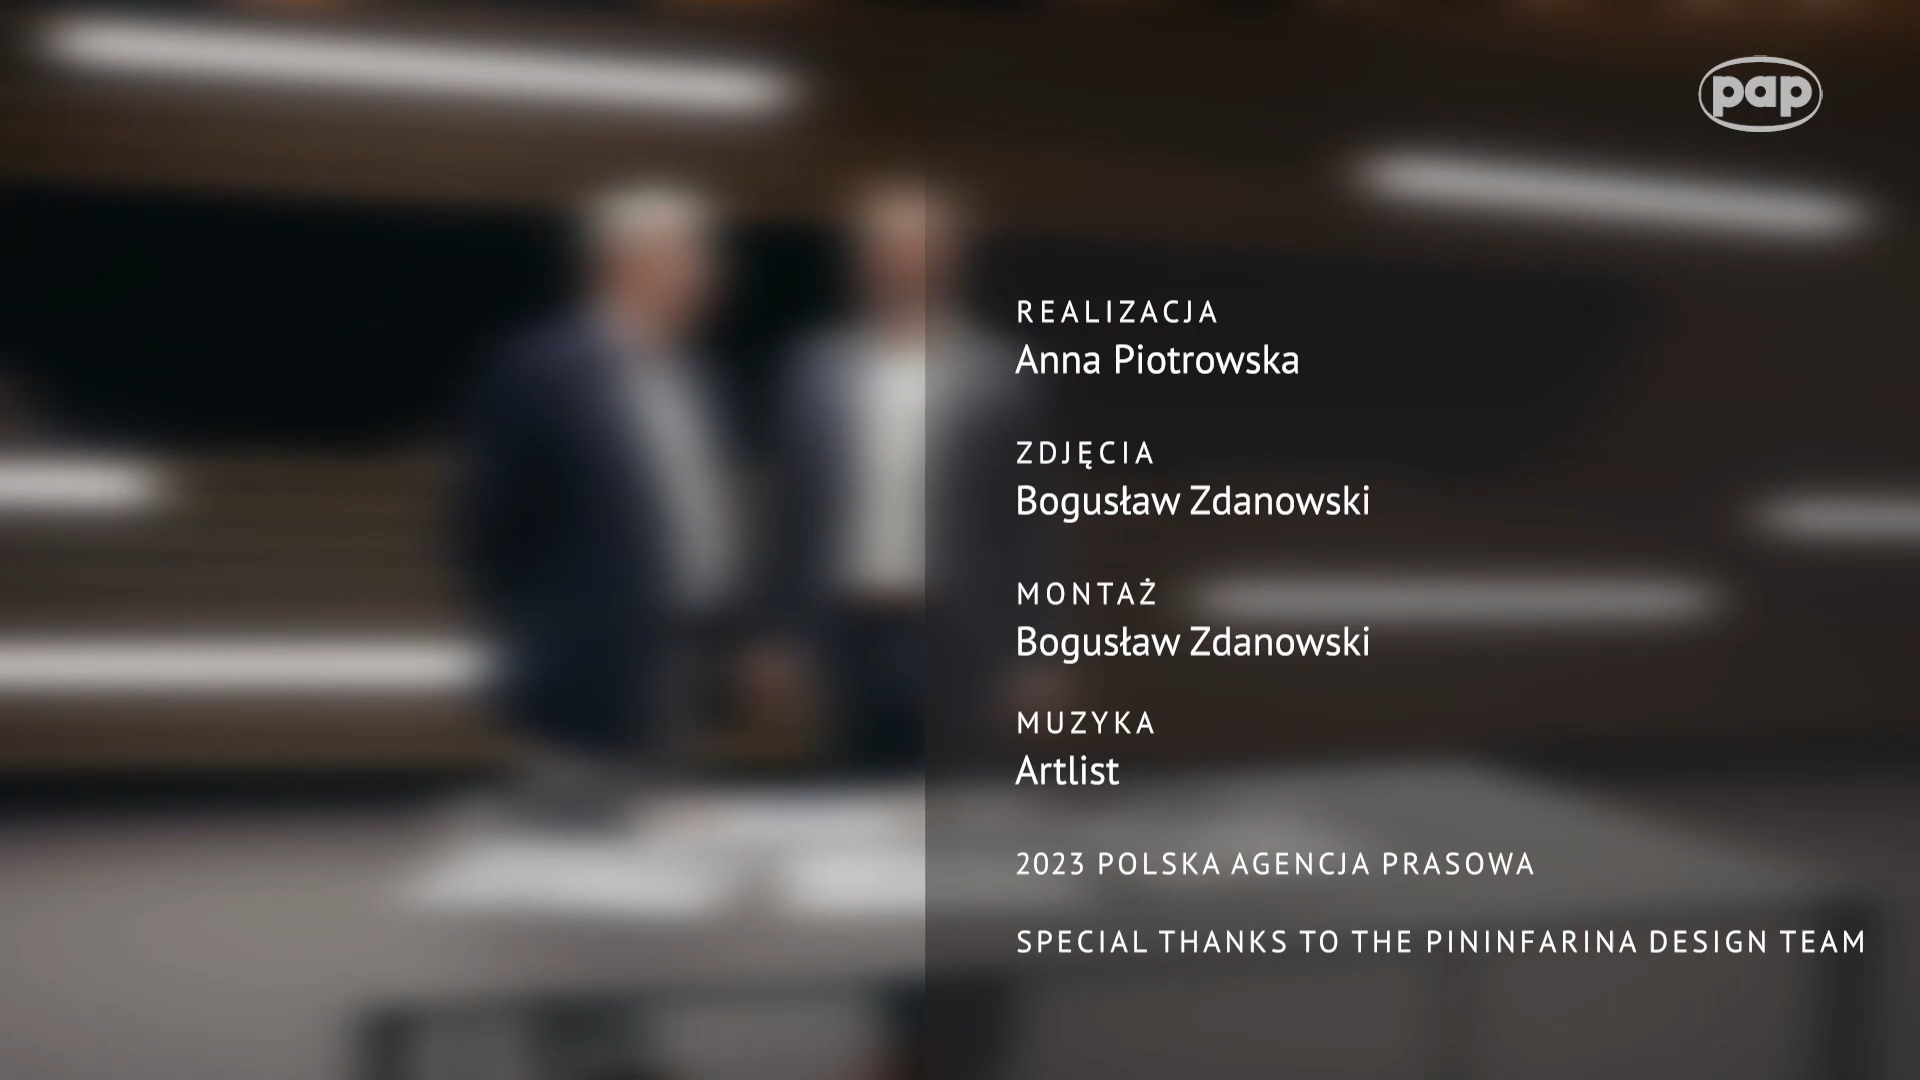 pap
REALIZACJA
Anna Piotrowska
ZDJĘCIA
Bogusław Zdanowski
MONTAŻ
Bogusław Zdanowski
MUZYKA
Artlist
2023 POLSKA AGENCJA PRASOWA
SPECIAL THANKS TO THE PININFARINA DESIGN TEAM